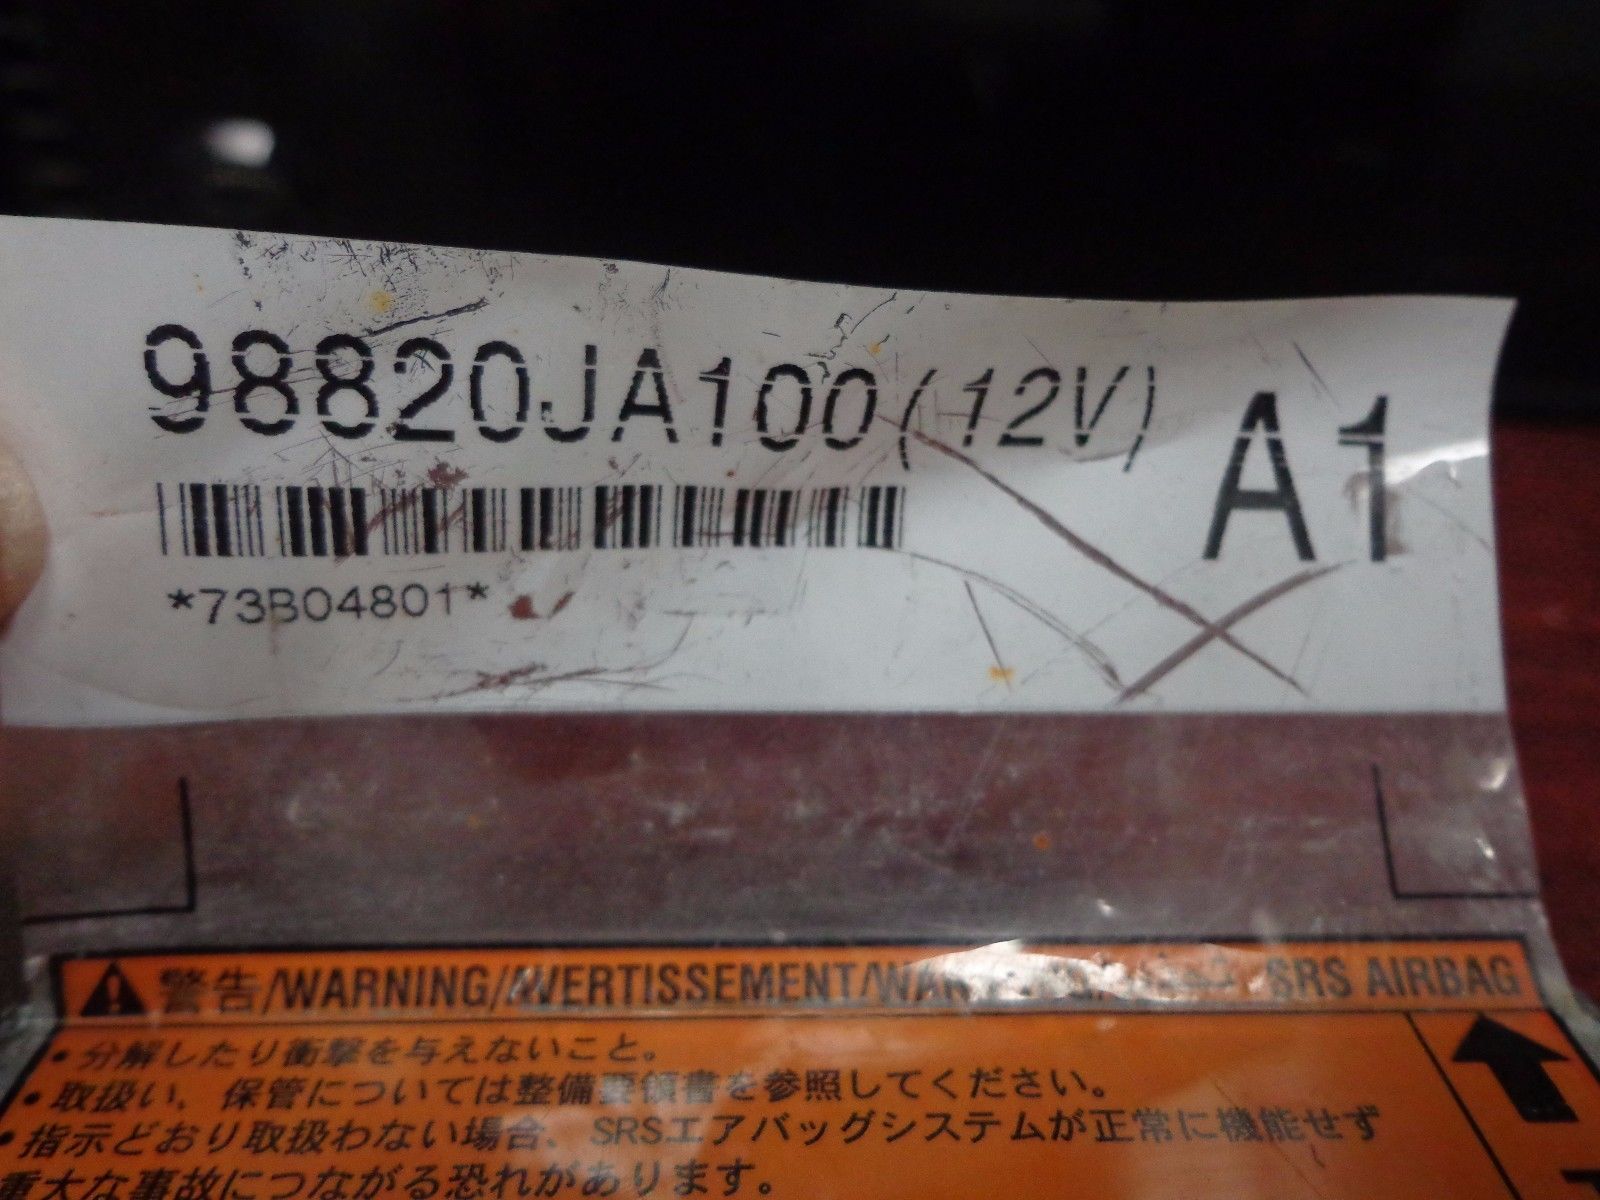 98820JA100(12V) A1
*73B04801*
警告/WARNING/AVERTISSEMENT/ SRS AIRBAG
・分解したり衝撃を与えないこと。
・取扱い、保管については整備要領書を参照してください。
・指示どおり取扱わない場合、SRSエアバッグシステムが正常に機能せず
重大な事故につながる恐れがあります。